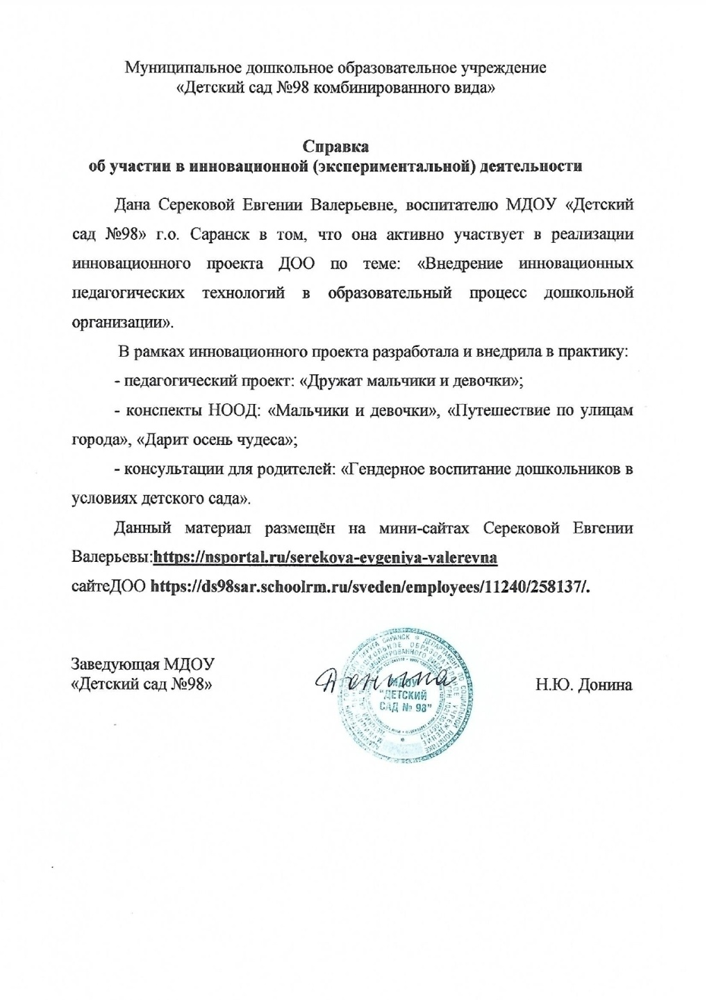 Муниципальное дошкольное образовательное учреждение
«Детский сад №98 комбинированного вида»
Справка
об участии в инновационной (экспериментальной) деятельности
Дана Серековой Евгении Валерьевне, воспитателю МДОУ «Детский
сад №98» г.о. Саранск в том, что она активно участвует в реализации
инновационного проекта ДОО по теме: «Внедрение инновационных
педагогических технологий в образовательный процесс дошкольной
организации».
В рамках инновационного проекта разработала и внедрила в практику:
- педагогический проект: «Дружат мальчики и девочки»;
- конспекты НООД: «Мальчики и девочки», «Путешествие по улицам
города», «Дарит осень чудеса»;
- консультации для родителей: «Гендерное воспитание дошкольников в
условиях детского сада».
Данный материал размещён на мини-сайтах Серековой Евгении
Валерьевы:https://nsportal.ru/serekova-evgeniya-valerevna
сайтеДОО https://ds98sar.schoolrm.ru/sveden/employees/11240/258137/.
Заведующая МДОУ
«Детский сад №98»
Донина
Н.Ю. Донина
МДОУ
"ДЕТСКИЙ
САД № 98"